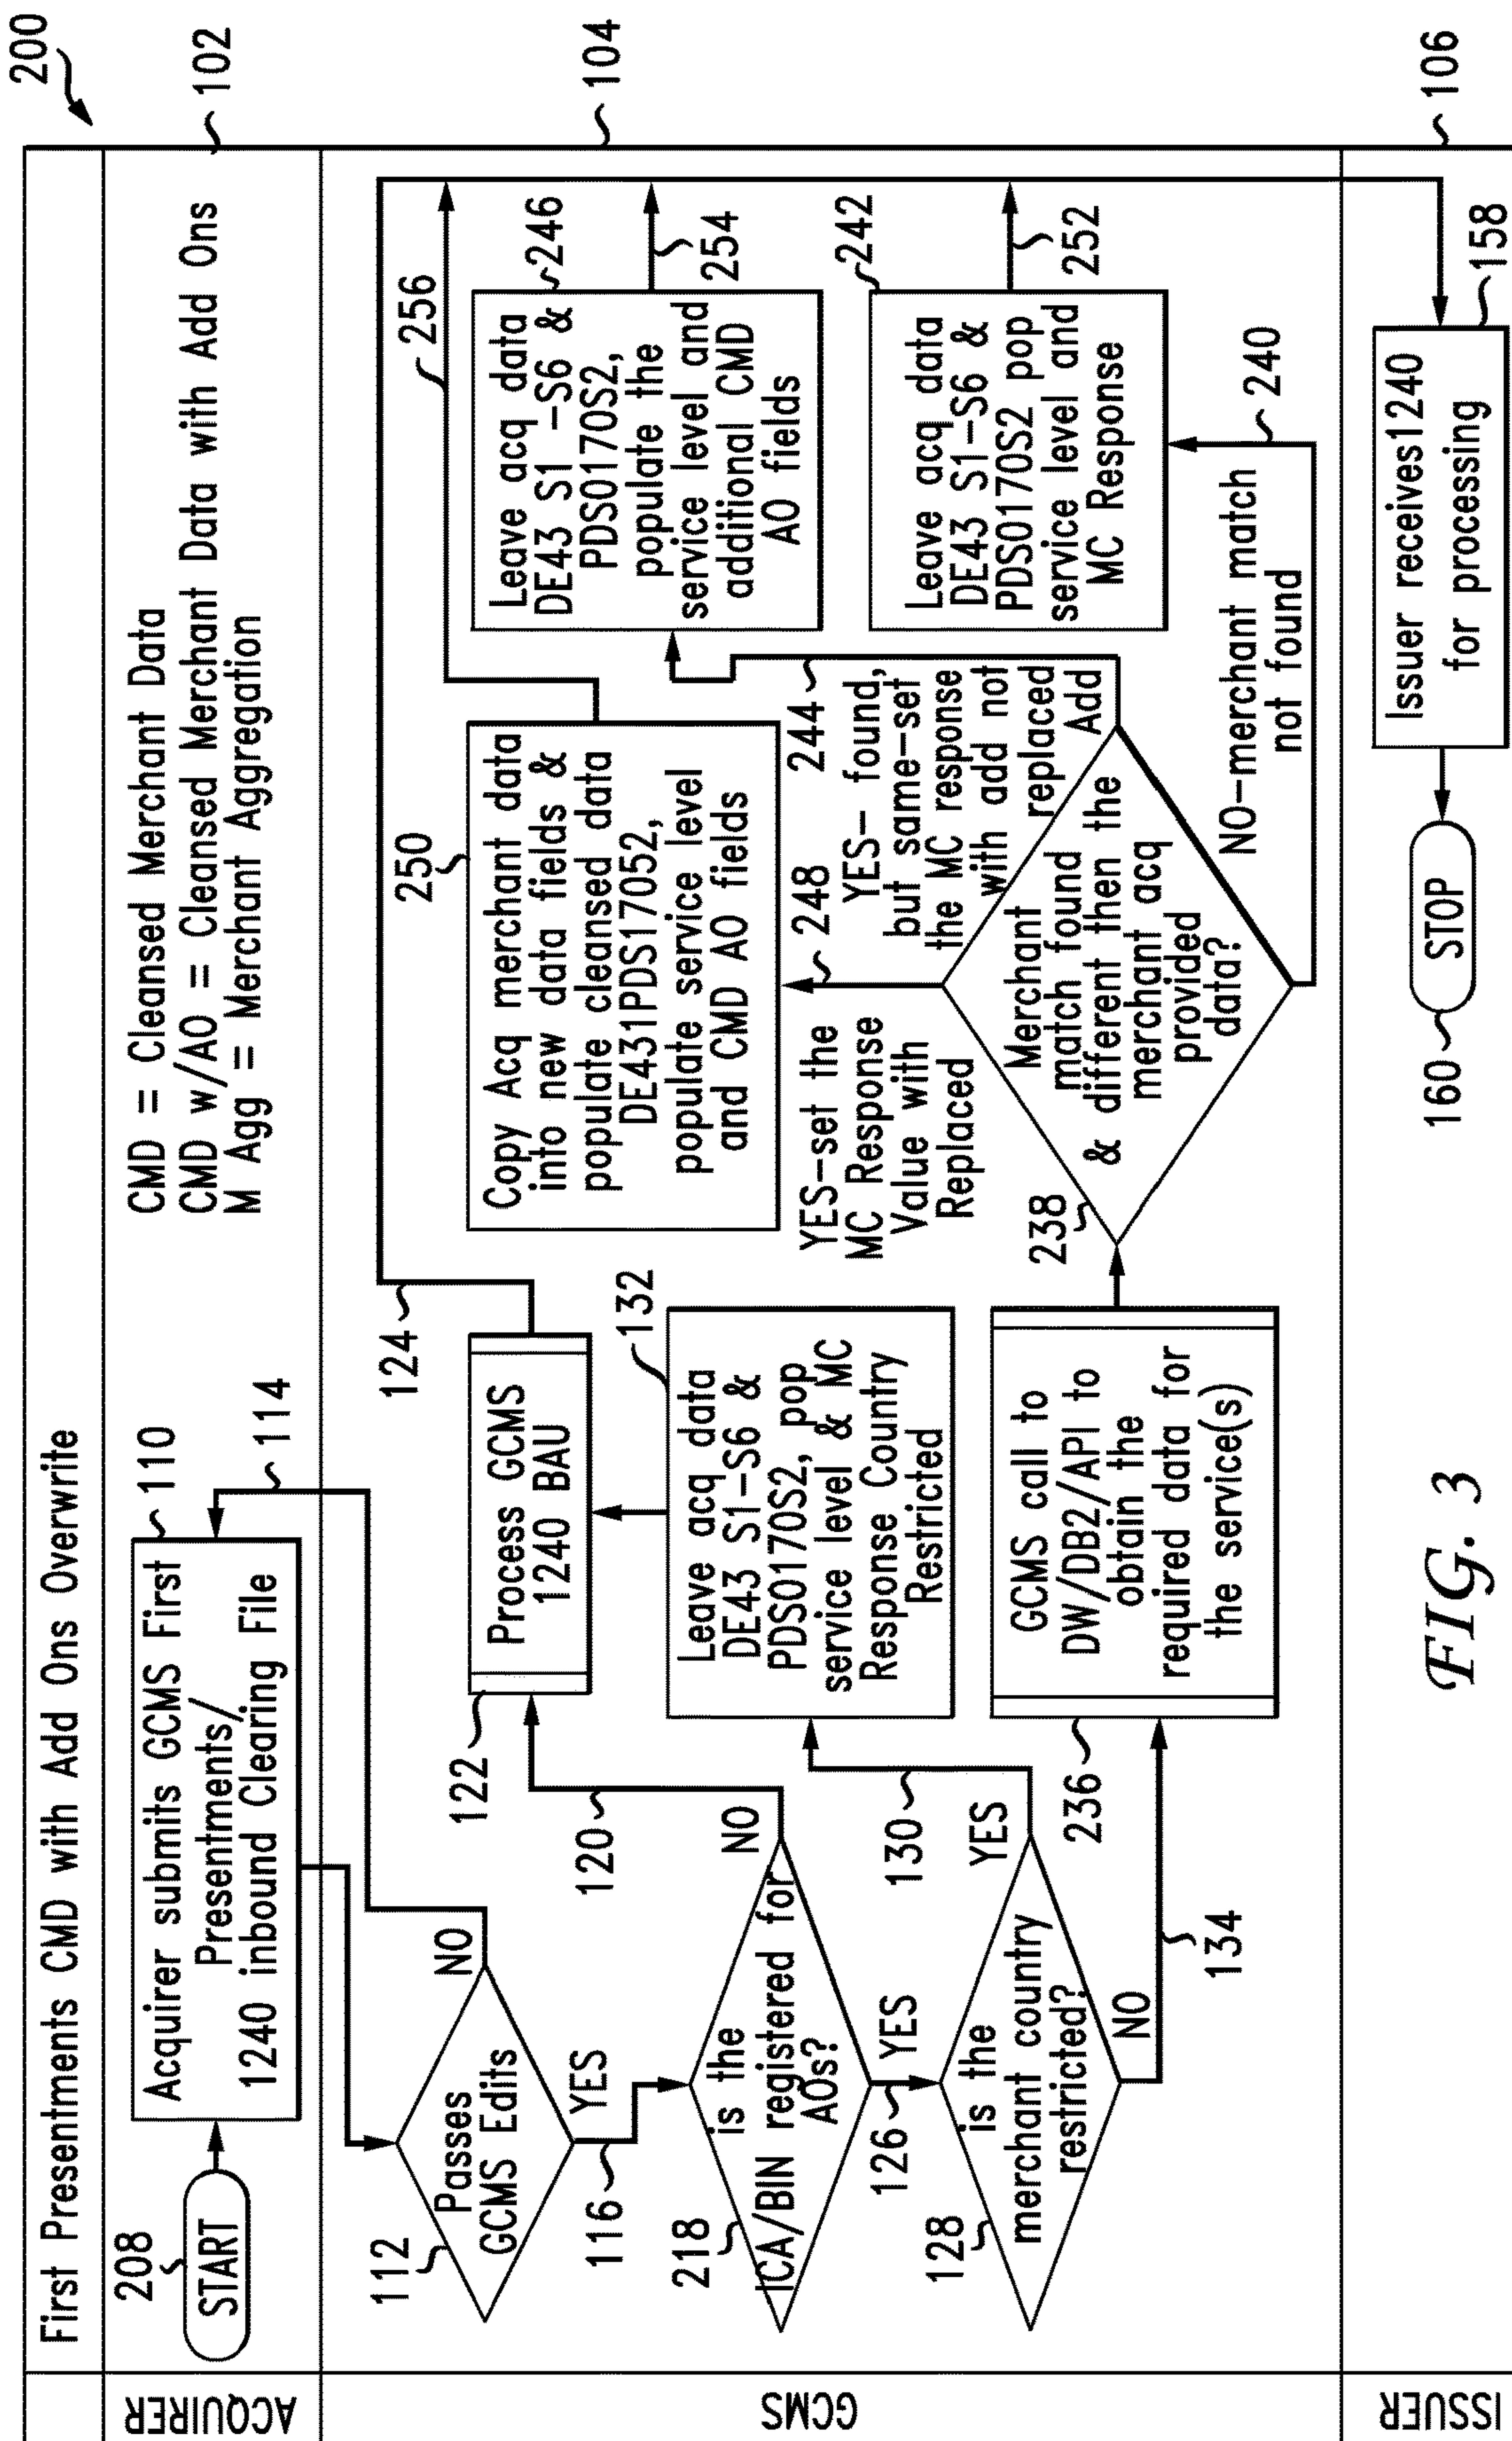 200
First Presentments CMD with Add Ons Overwrite
ACQUIRER
102
CMD = Cleansed Merchant Data
CMD w/AO = Cleansed Merchant Data with Add Ons
M Agg = Merchant Aggregation
208
START
110
Acquirer submits GCMS First
Presentments/
1240 inbound Clearing File
114
GCMS
104
112
Passes
GCMS Edits
NO
YES
116
218
is the
ICA/BIN registered for
AOs?
NO
120
YES
126
128
is the
merchant country
restricted?
YES
130
NO
134
122
Process GCMS
1240 BAU
124
132
Leave acq data
DE43 S1-S6 &
PDS0170S2, pop
service level & MC
Response Country
Restricted
236
GCMS call to
DW/DB2/API to
obtain the
required data for
the service(s)
238
Merchant
match found
& different then the
merchant acq
provided
data?
YES-set the
MC Response
Value with
Replaced
248
250
Copy Acq merchant data
into new data fields &
populate cleansed data
DE431PDS17052,
populate service level
and CMD AO fields
256
244
YES- found,
but same-set
the MC response
with add not
replaced
Add
246
Leave acq data
DE43 S1-S6 &
PDS0170S2,
populate the
service level and
additional CMD
AO fields
254
NO-merchant match
not found
240
242
Leave acq data
DE43 S1-S6 &
PDS0170S2 pop
service level and
MC Response
252
ISSUER
106
158
Issuer receives1240
for processing
160
STOP
FIG. 3